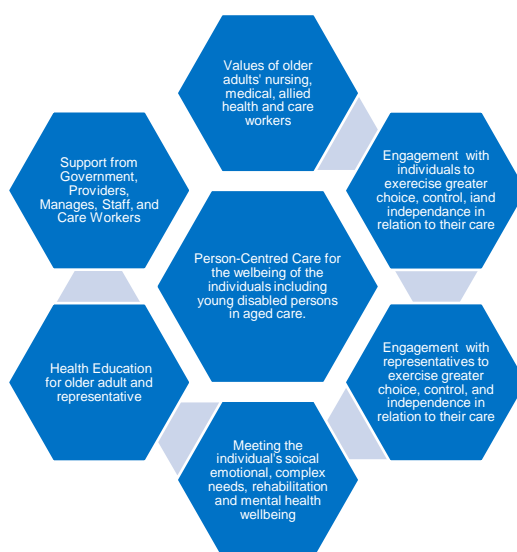 Values of older
adults' nursing,
medical, allied
health and care
workers
Engagement with
individuals to
exerecise greater
choice, control, iand
independance in
relation to their care
Engagement with
representatives to
exercise greater
choice, control, and
independence in
relation to their care
Meeting the
individual's soical
emotional, complex
needs, rehabilitation
and mental health
wellbeing
Health Education
for older adult and
representative
Support from
Government,
Providers,
Manages, Staff, and
Care Workers
Person-Centred Care for
the welbeing of the
individuals including
young disabled persons
in aged care.